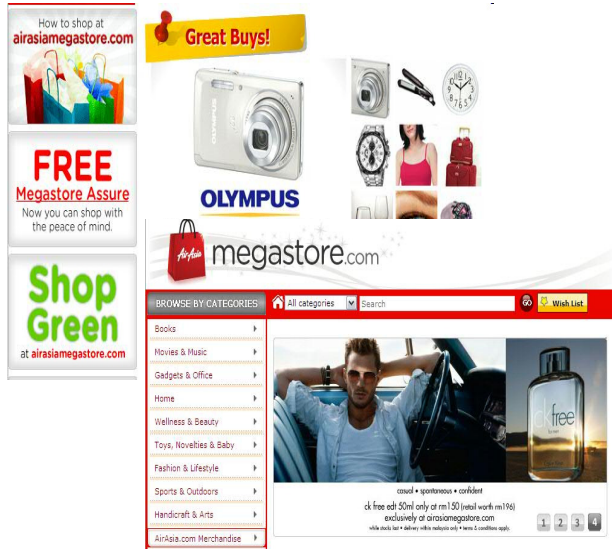 How to shop at
airasiamegastore.com
FREE
Megastore Assure
Now you can shop with
the peace of mind.
Shop
Green
at airasiamegastore.com
Great Buys!
OLYMPUS
OLYMPUS
AirAsia
megastore.com
BROWSE BY CATEGORIES
All categories
Search
GO
Wish List
Books
Movies & Music
Gadgets & Office
Home
Wellness & Beauty
Toys, Novelties & Baby
Fashion & Lifestyle
Sports & Outdoors
Handicraft & Arts
AirAsia.com Merchandise
ck free
for men
casual • spontaneous • confident
ck free edt 50ml only at rm150 (retail worth rm196)
exclusively at airasiamegastore.com
while stocks last • delivery within malaysia only • terms & conditions apply.
1 2 3 4